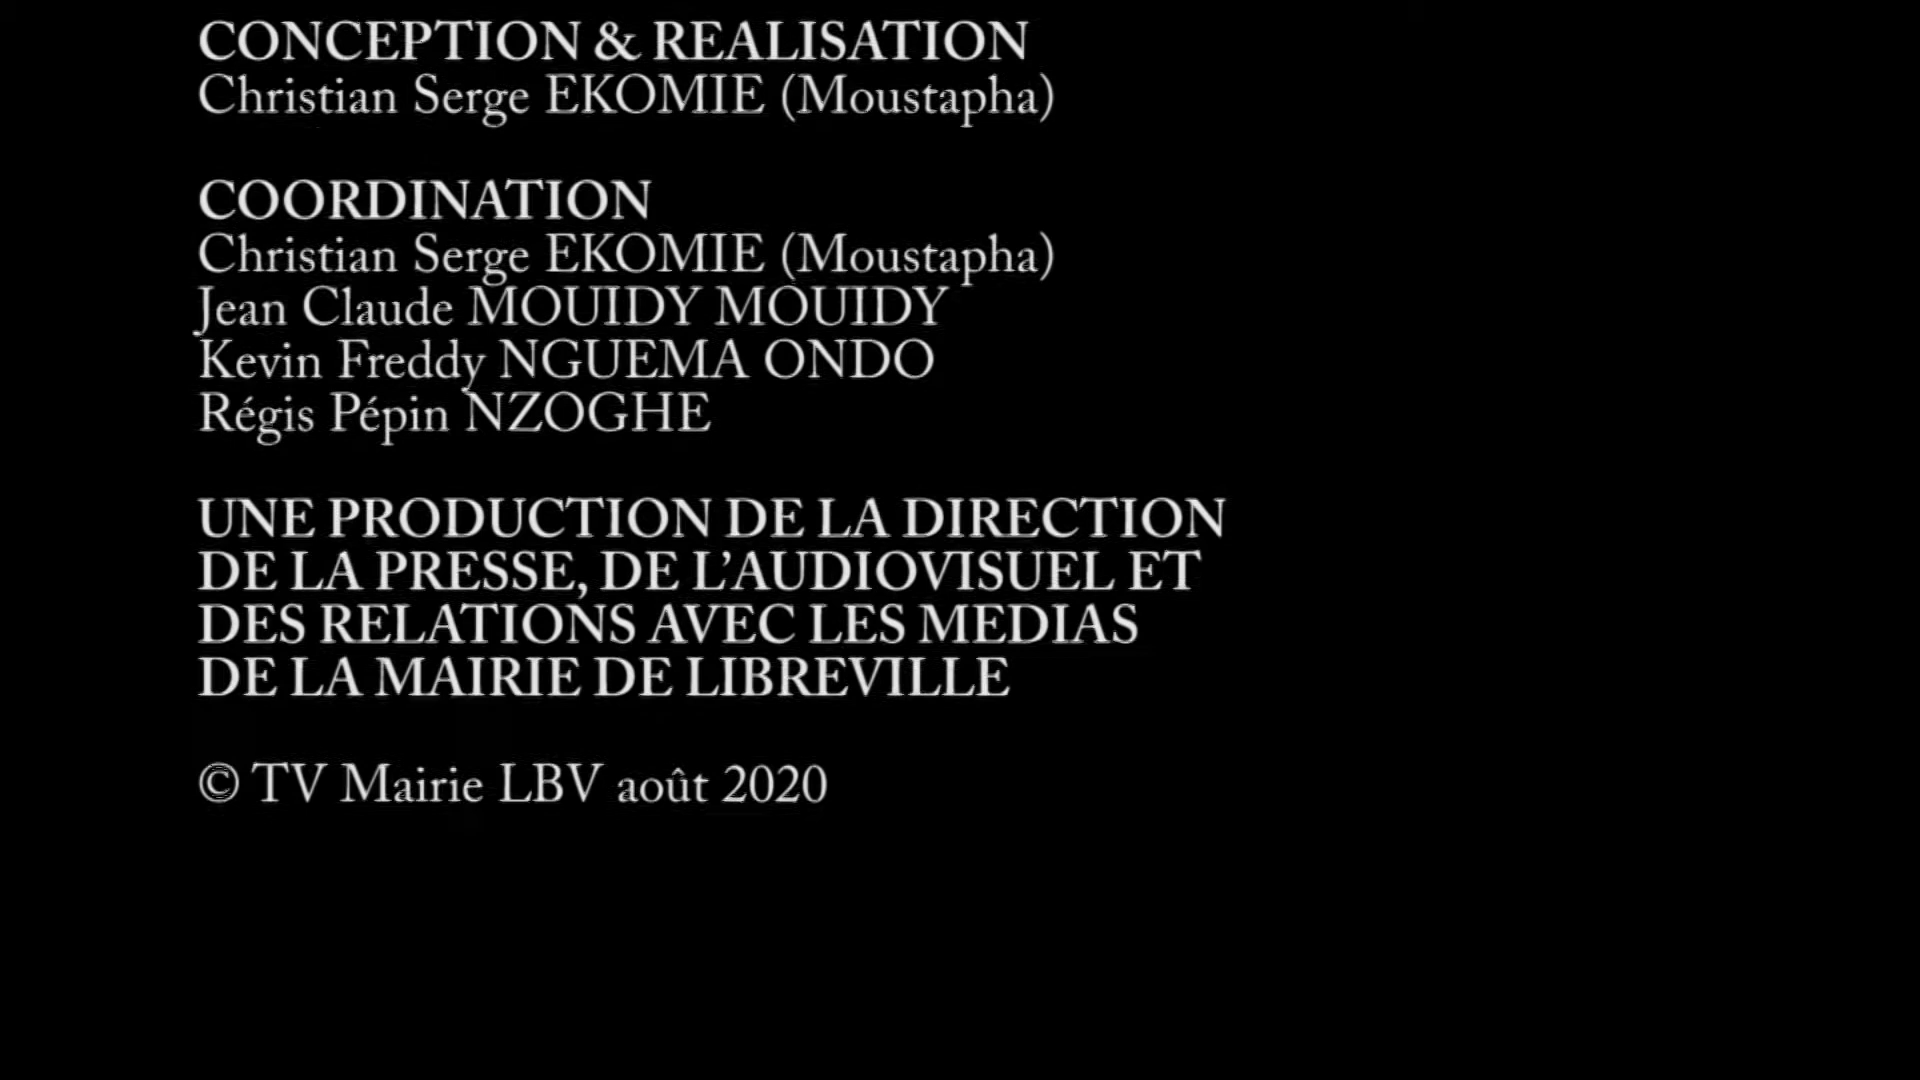 CONCEPTION & REALISATION
Christian Serge EKOMIE (Moustapha)
COORDINATION
Christian Serge EKOMIE (Moustapha)
Jean Claude MOUIDY MOUIDY
Kevin Freddy NGUEMA ONDO
Régis Pépin NZOGHE
UNE PRODUCTION DE LA DIRECTION
DE LA PRESSE, DE L’AUDIOVISUEL ET
DES RELATIONS AVEC LES MEDIAS
DE LA MAIRIE DE LIBREVILLE
© TV Mairie LBV août 2020